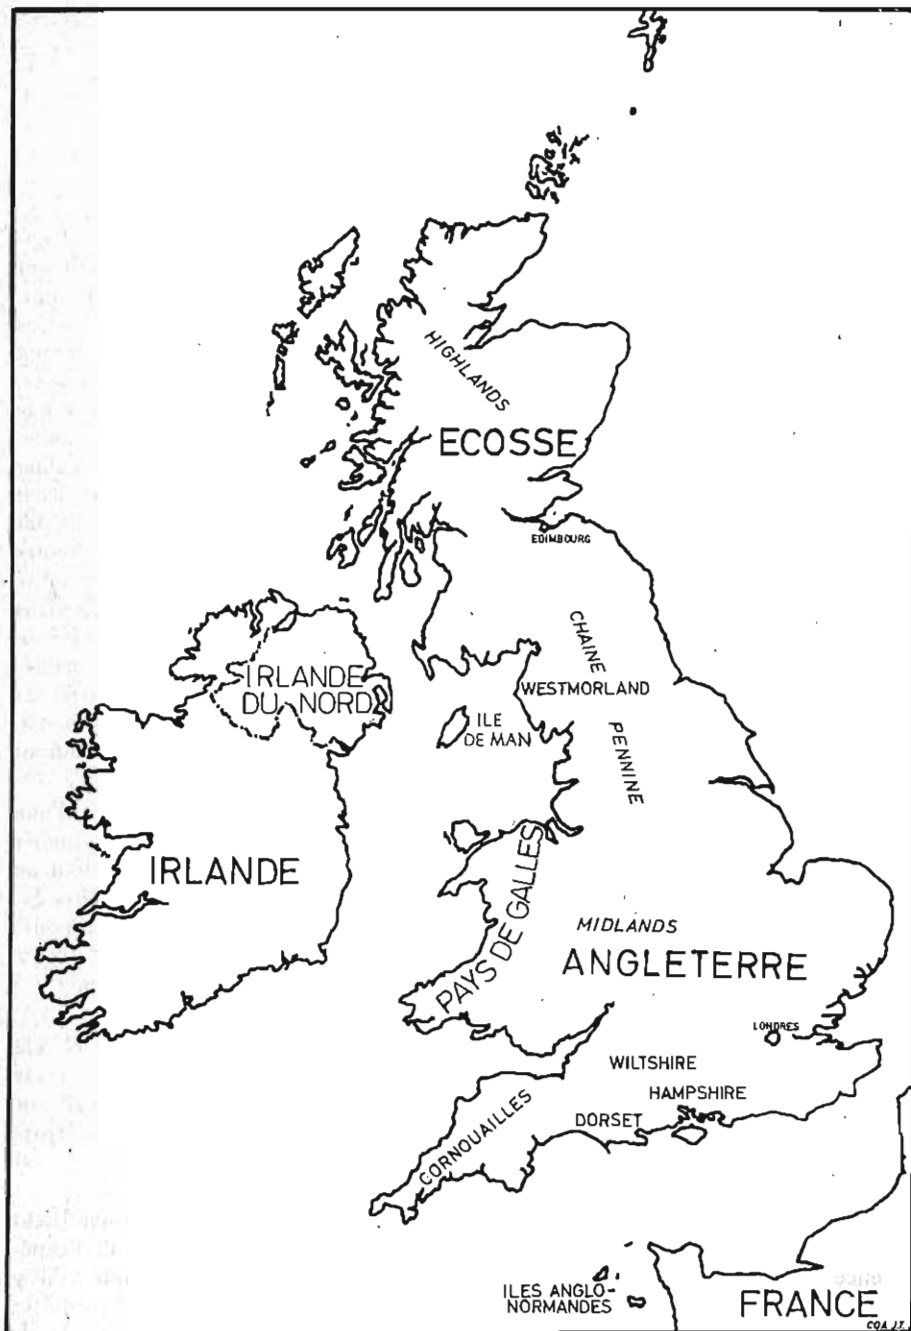 HIGHLANDS
ECOSSE
EDIMBOURG
CHAINE
PENNINE
IRLANDE
DU NORD
WESTMORLAND
ILE
DE MAN
IRLANDE
PAYS DE GALLES
MIDLANDS
ANGLETERRE
LONDRES
WILTSHIRE
HAMPSHIRE
DORSET
CORNOUAILLES
ILES ANGLO-
NORMANDES
FRANCE
ence